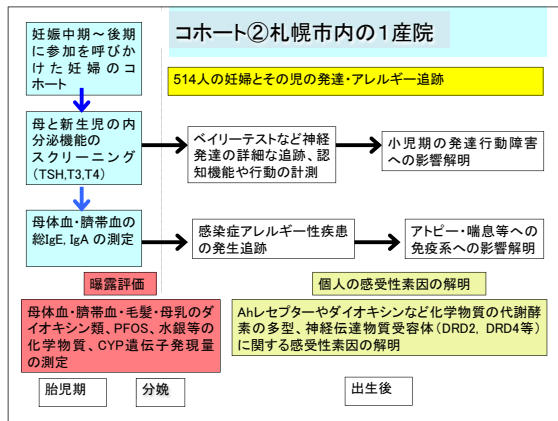 コホート②札幌市内の1産院
妊娠中期～後期
に参加を呼びか
けた妊婦のコ
ホート
514人の妊婦とその児の発達・アレルギー追跡
母と新生児の内
分泌機能の
スクリーニング
(TSH,T3,T4)
ベイリーテストなど神経
発達の詳細な追跡、認
知機能や行動の計測
小児期の発達行動障害
への影響解明
母体血・臍帯血の
総IgE, IgA の測定
感染症アレルギー性疾患
の発生追跡
アトピー・喘息等への
免疫系への影響解明
曝露評価
個人の感受性素因の解明
母体血・臍帯血・毛髪・母乳のダ
イオキシン類、PFOS、水銀等の
化学物質、CYP遺伝子発現量
の測定
Ahレセプターやダイオキシンなど化学物質の代謝酵
素の多型、神経伝達物質受容体(DRD2, DRD4等)
に関する感受性素因の解明
胎児期
分娩
出生後